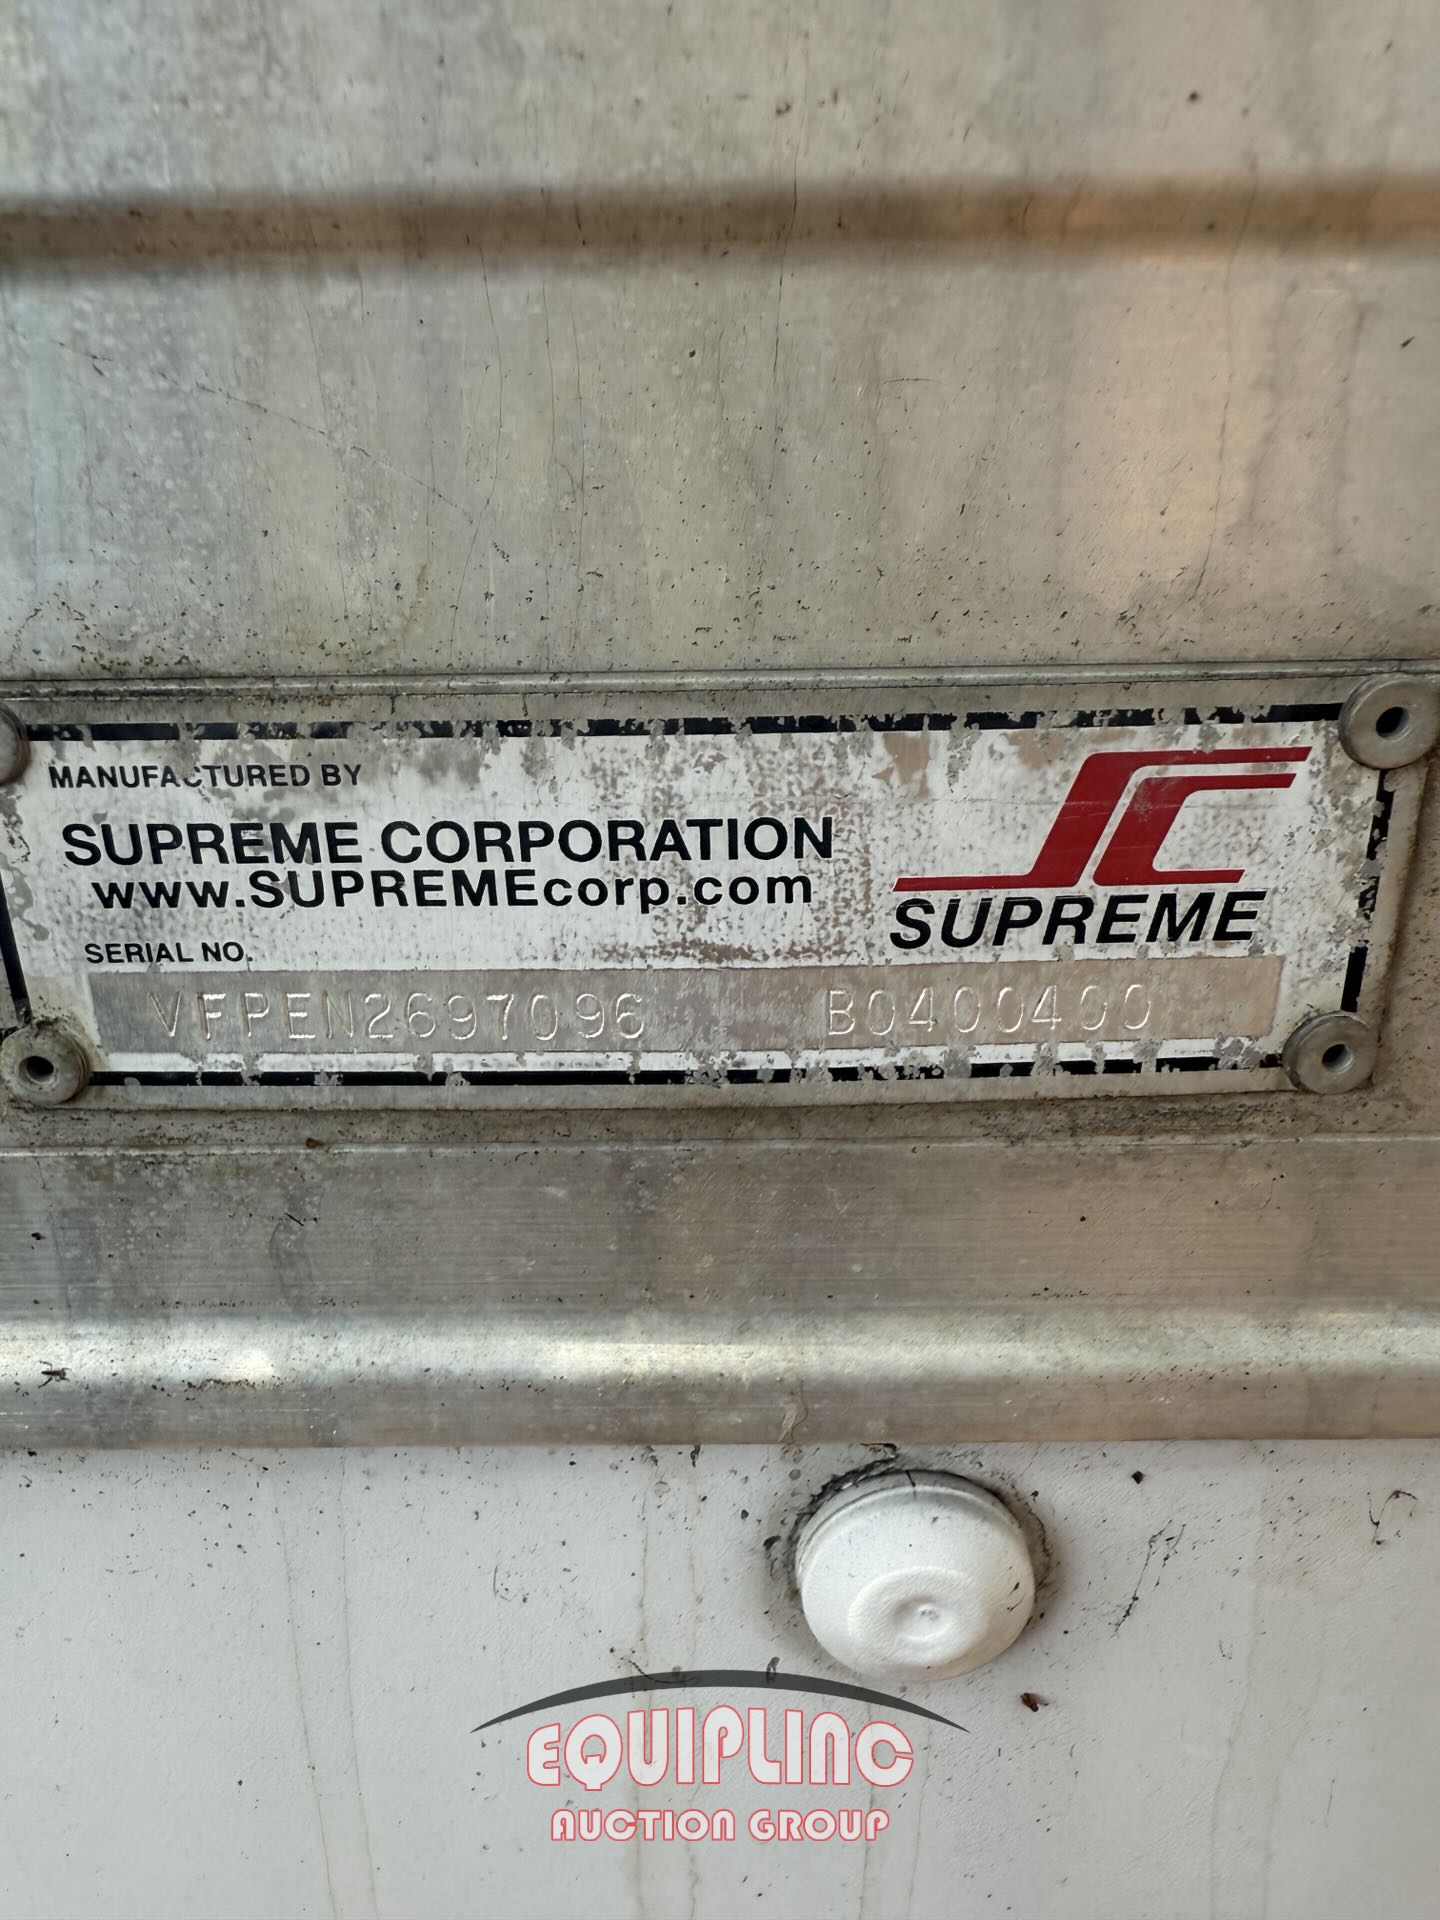 MANUFACTURED BY
SUPREME CORPORATION
www.SUPREMEcorp.com
SUPREME
SERIAL NO.
VFPEN2697096 B0400400
EQUIPLINC
AUCTION GROUP